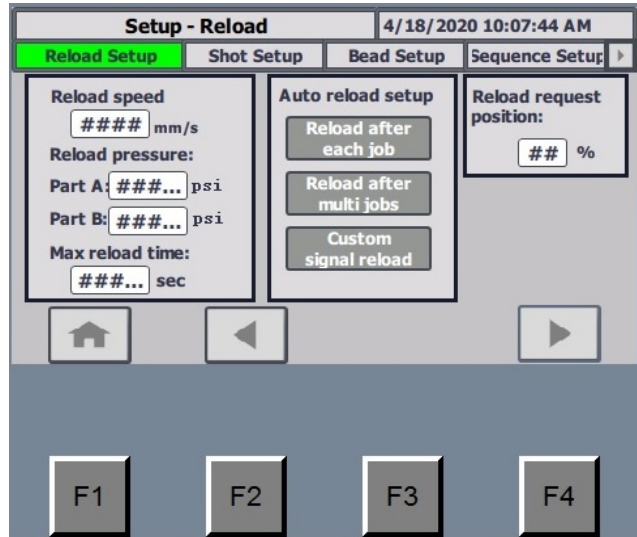 Setup - Reload
4/18/2020 10:07:44 AM
Reload Setup
Shot Setup
Bead Setup
Sequence Setup
Reload speed
#### mm/s
Reload pressure:
Part A: ###... psi
Part B: ###... psi
Max reload time:
###... sec
Auto reload setup
Reload after
each job
Reload after
multi jobs
Custom
signal reload
Reload request
position:
## %
F1
F2
F3
F4